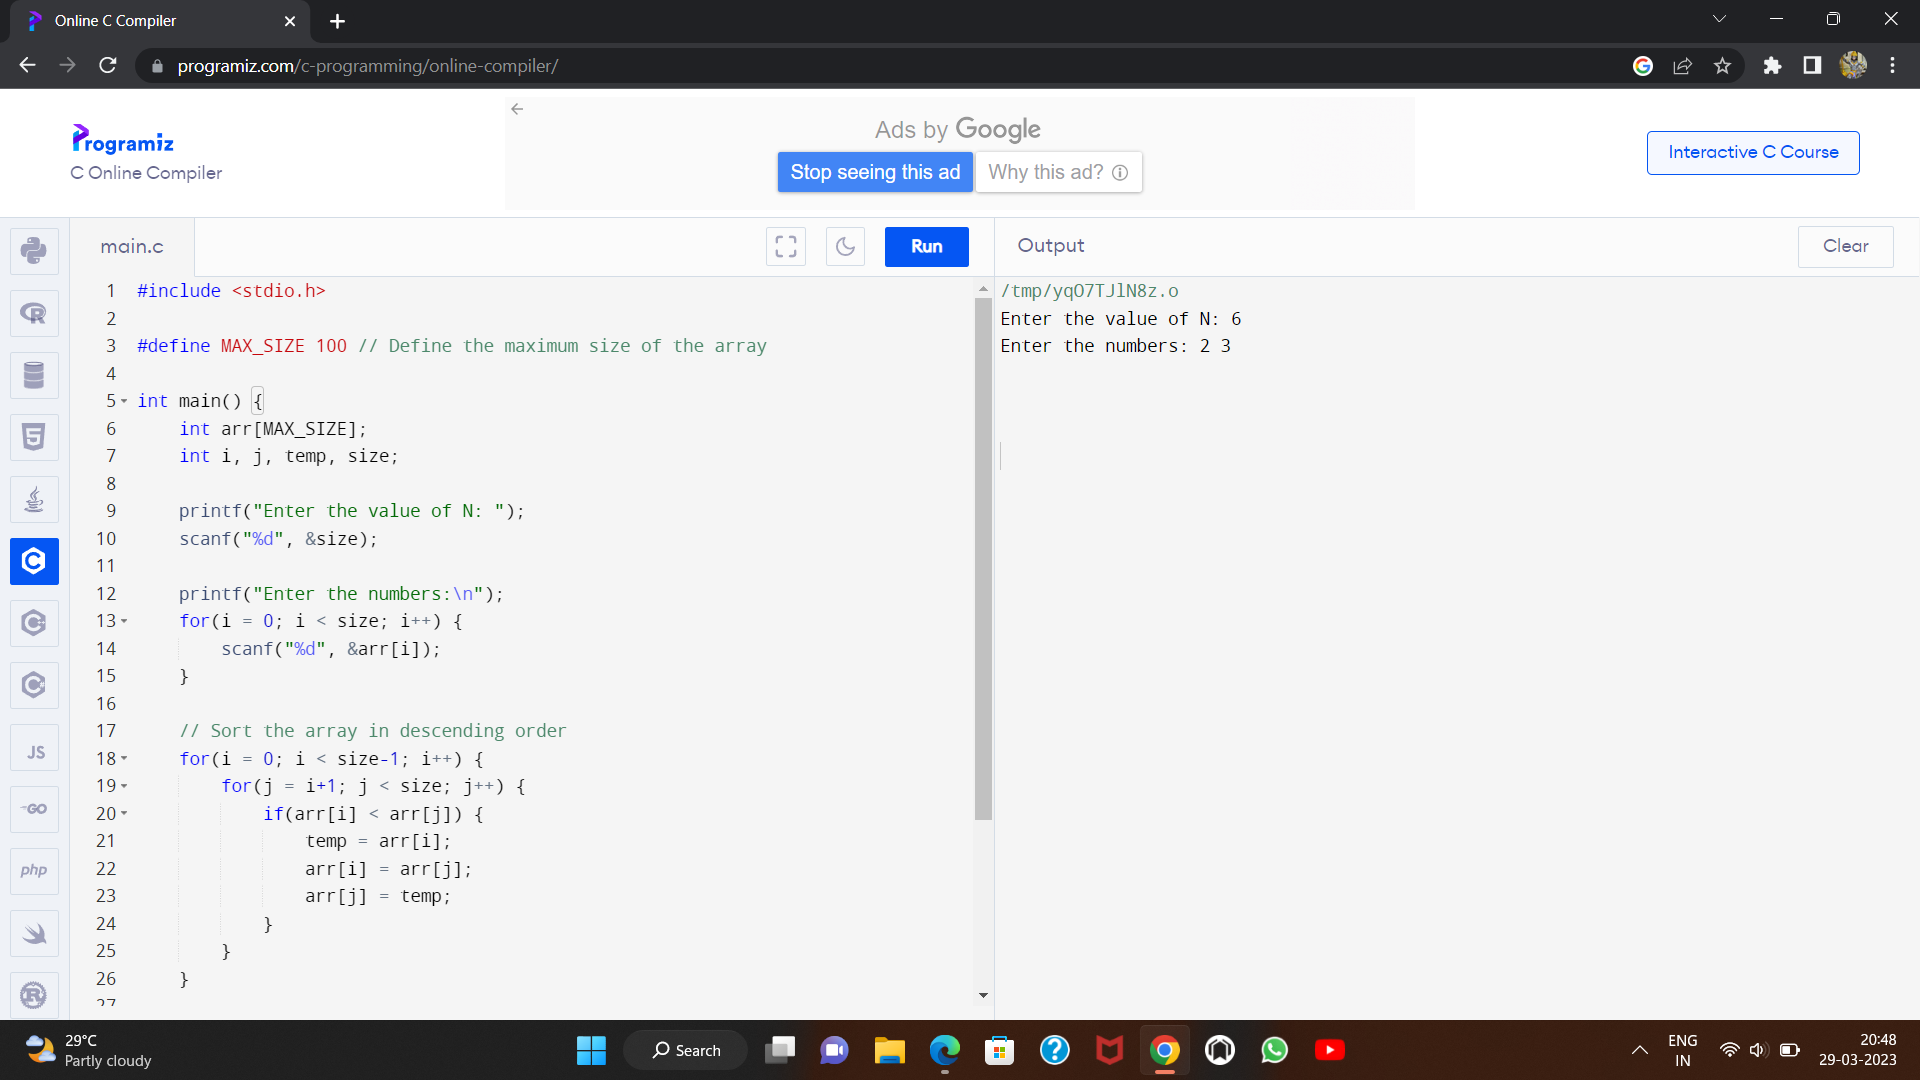 Online C Compiler
programiz.com/c-programming/online-compiler/
Programiz
C Online Compiler
Ads by Google
Stop seeing this ad
Why this ad?
Interactive C Course
main.c
Run
Output
Clear
1 #include <stdio.h>
2
3 #define MAX_SIZE 100 // Define the maximum size of the array
4
5 int main() {
6 int arr[MAX_SIZE];
7 int i, j, temp, size;
8
9 printf("Enter the value of N: ");
10 scanf("%d", &size);
11
12 printf("Enter the numbers:\n");
13 for(i = 0; i < size; i++) {
14 scanf("%d", &arr[i]);
15 }
16
17 // Sort the array in descending order
18 for(i = 0; i < size-1; i++) {
19 for(j = i+1; j < size; j++) {
20 if(arr[i] < arr[j]) {
21 temp = arr[i];
22 arr[i] = arr[j];
23 arr[j] = temp;
24 }
25 }
26 }
27
/tmp/yqO7TJlN8z.o
Enter the value of N: 6
Enter the numbers: 2 3
R
5
C
C
C
JS
GO
php
R
29°C
Partly cloudy
Search
ENG
IN
20:48
29-03-2023